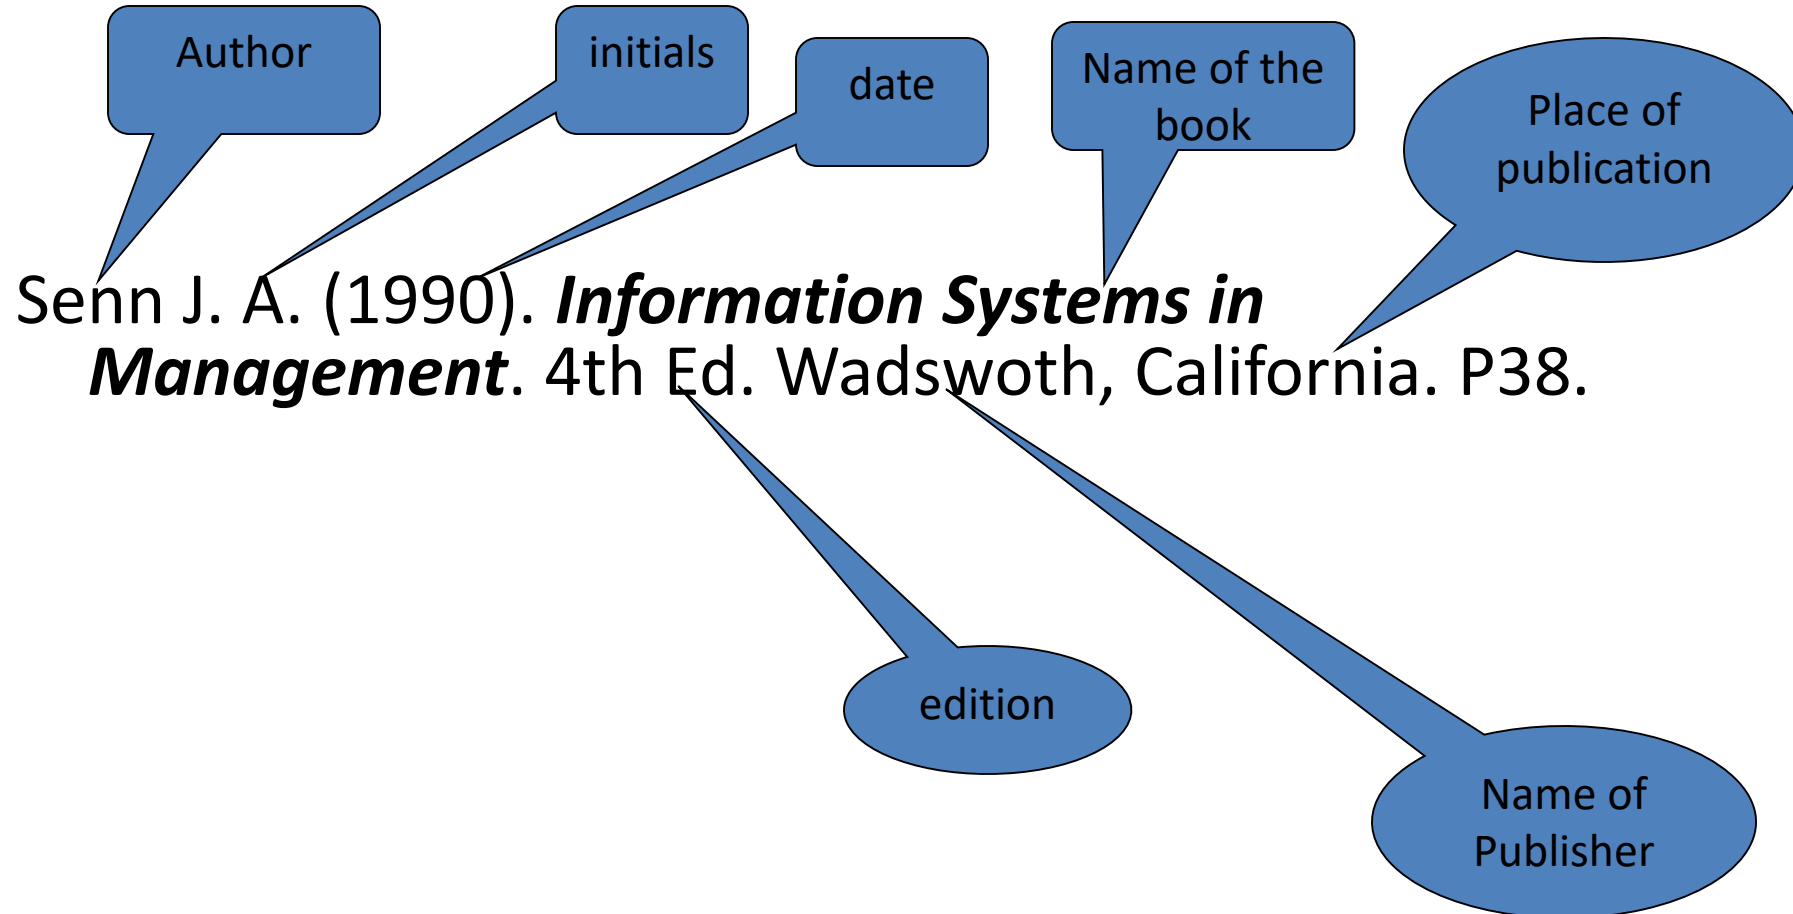 Author
initials
date
Name of the
book
Place of
publication
Senn J. A. (1990). Information Systems in
Management. 4th Ed. Wadswoth, California. P38.
edition
Name of
Publisher